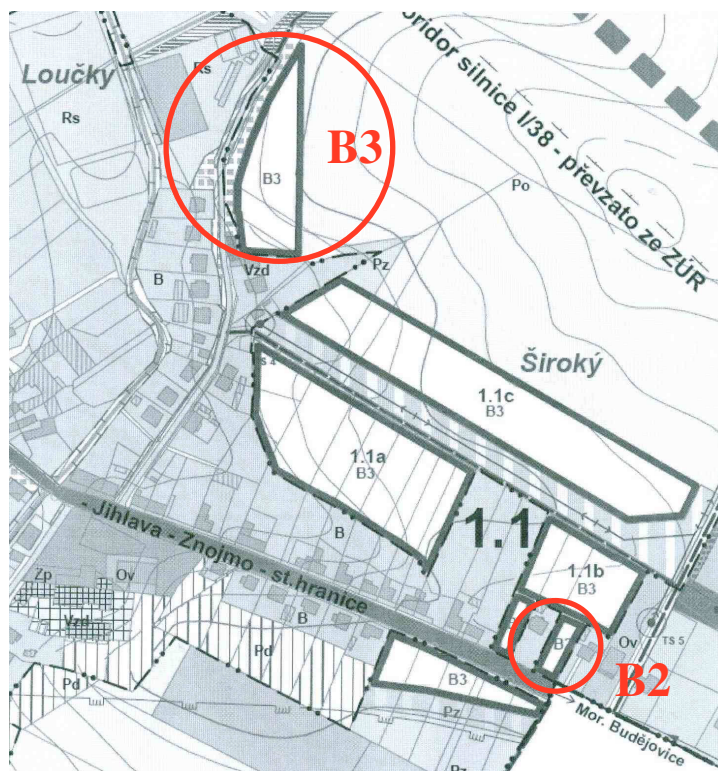 koridor silnice I/38 - převzato ze ZÚR
Loučky
Rs
Rs
B3
B3
Po
B
Vzd
Pz
TS 4
Široký
1.1c
B3
1.1a
B3
1.1
- Jihlava - Znojmo - st.hranice
B
1.1b
B3
Zp
Ov
Vzd
B
Ov
TS 5
B2
Pd
Pd
B3
Pz
Mor. Budějovice
Pz